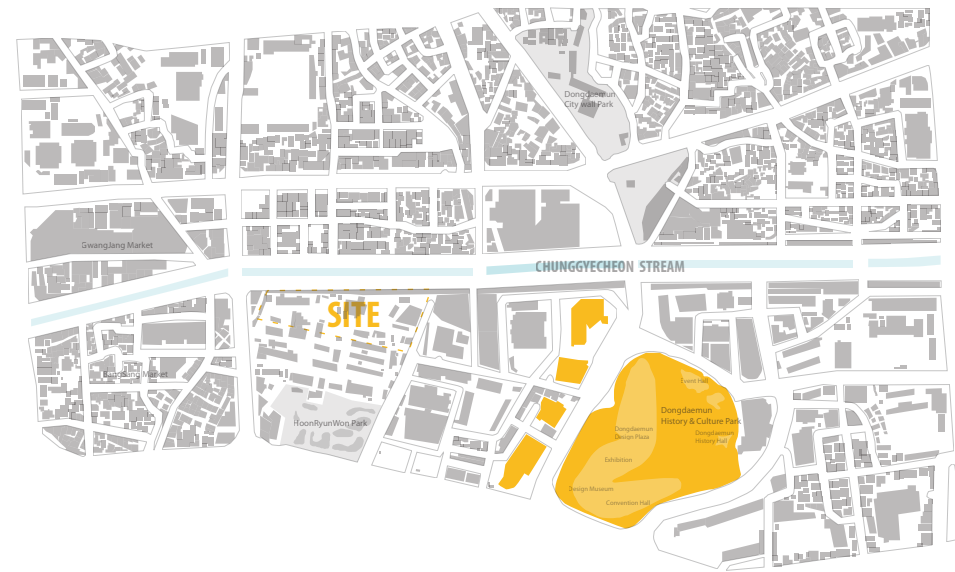 Dongdaemun
City wall Park
GwangJang Market
CHUNGGYECHEON STREAM
SITE
BangSang Market
HoonRyunWon Park
Event Hall
Dongdaemun
History & Culture Park
Dongdaemun
Design Plaza
Dongdaemun
History Hall
Exhibition
Design Museum
Convention Hall